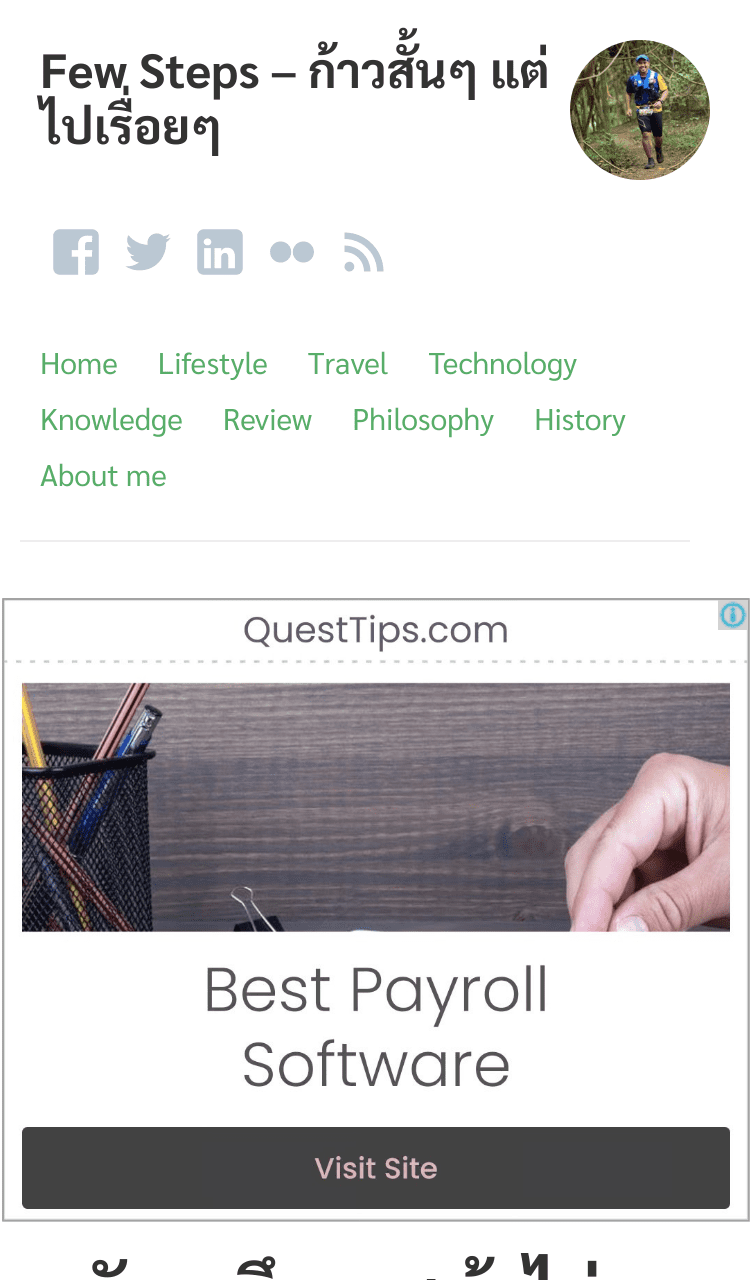 Few Steps – ก้าวสั้นๆ แต่
ไปเรื่อยๆ
Home Lifestyle Travel Technology
Knowledge Review Philosophy History
About me
QuestTips.com
Best Payroll
Software
Visit Site